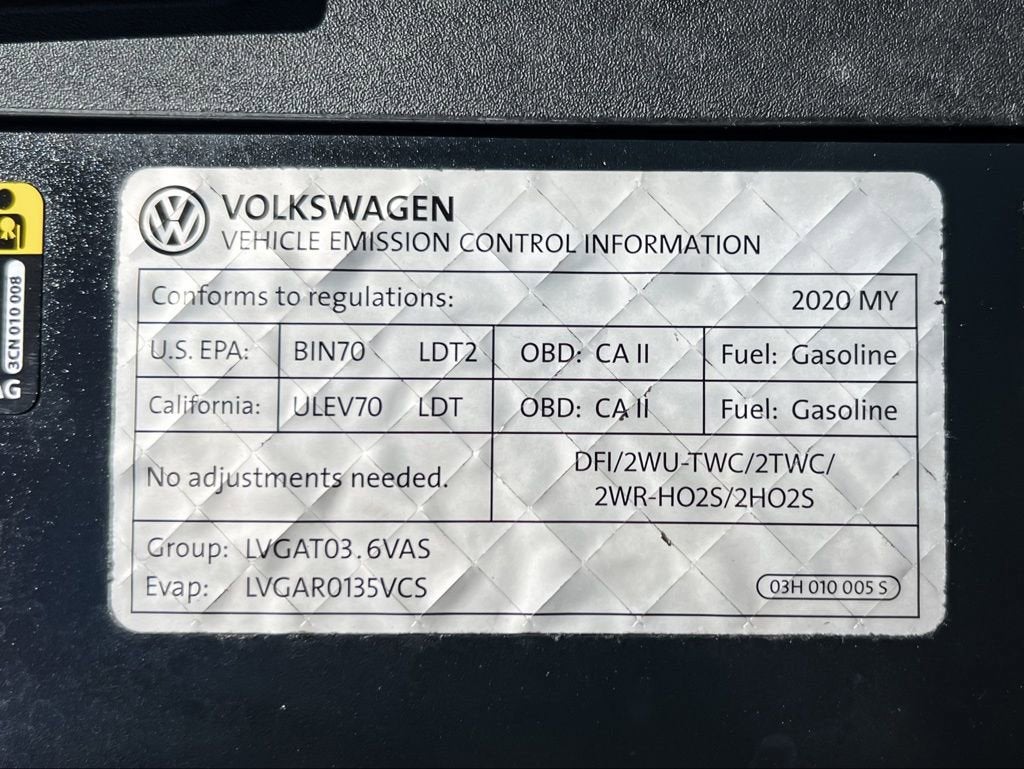 VOLKSWAGEN
VEHICLE EMISSION CONTROL INFORMATION
Conforms to regulations: 2020 MY
U.S. EPA: BIN70 LDT2 OBD: CA II Fuel: Gasoline
California: ULEV70 LDT OBD: CA II Fuel: Gasoline
No adjustments needed.
DFI/2WU-TWC/2TWC/
2WR-HO2S/2HO2S
Group: LVGAT03.6VAS
Evap: LVGAR0135VCS
03H 010 005 S
3CN 010 008
AG